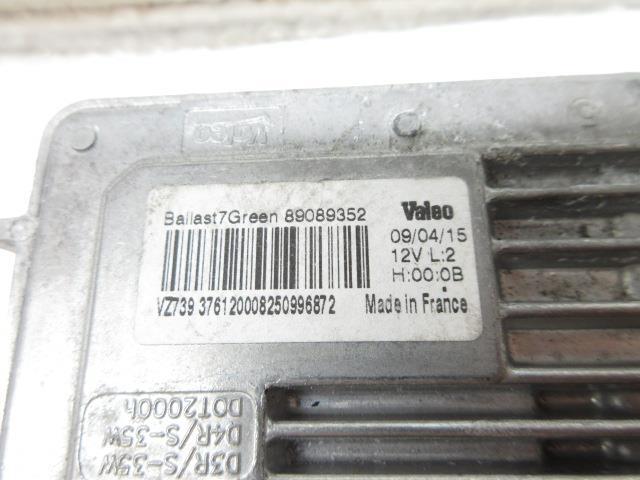 Valeo
Ballast7Green 89089352
Valeo
09/04/15
12V L:2
H:00:0B
VZ739 376120008250996872
Made in France
D3R/S-35W
D4R/S-35W
DOT2000h